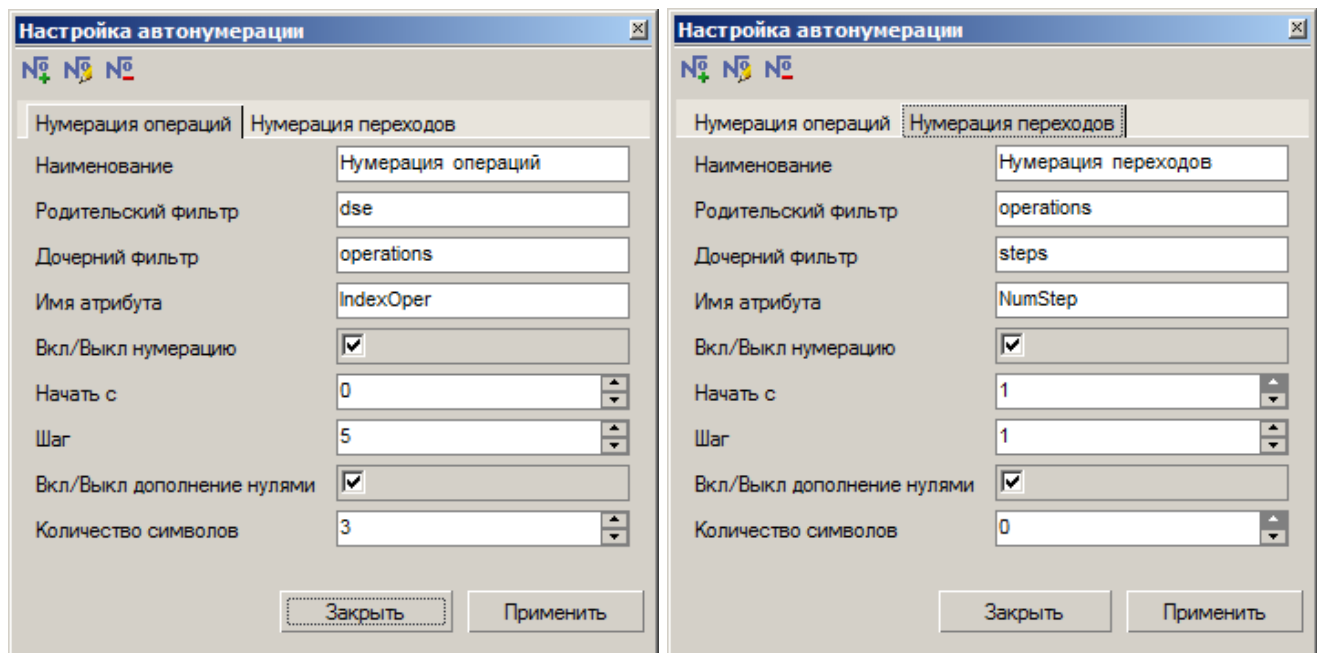 Настройка автонумерации
Нумерация операций Нумерация переходов
Наименование Нумерация операций
Родительский фильтр dse
Дочерний фильтр operations
Имя атрибута IndexOper
Вкл/Выкл нумерацию
Начать с 0
Шаг 5
Вкл/Выкл дополнение нулями
Количество символов 3
Закрыть Применить
Настройка автонумерации
Нумерация операций Нумерация переходов
Наименование Нумерация переходов
Родительский фильтр operations
Дочерний фильтр steps
Имя атрибута NumStep
Вкл/Выкл нумерацию
Начать с 1
Шаг 1
Вкл/Выкл дополнение нулями
Количество символов 0
Закрыть Применить